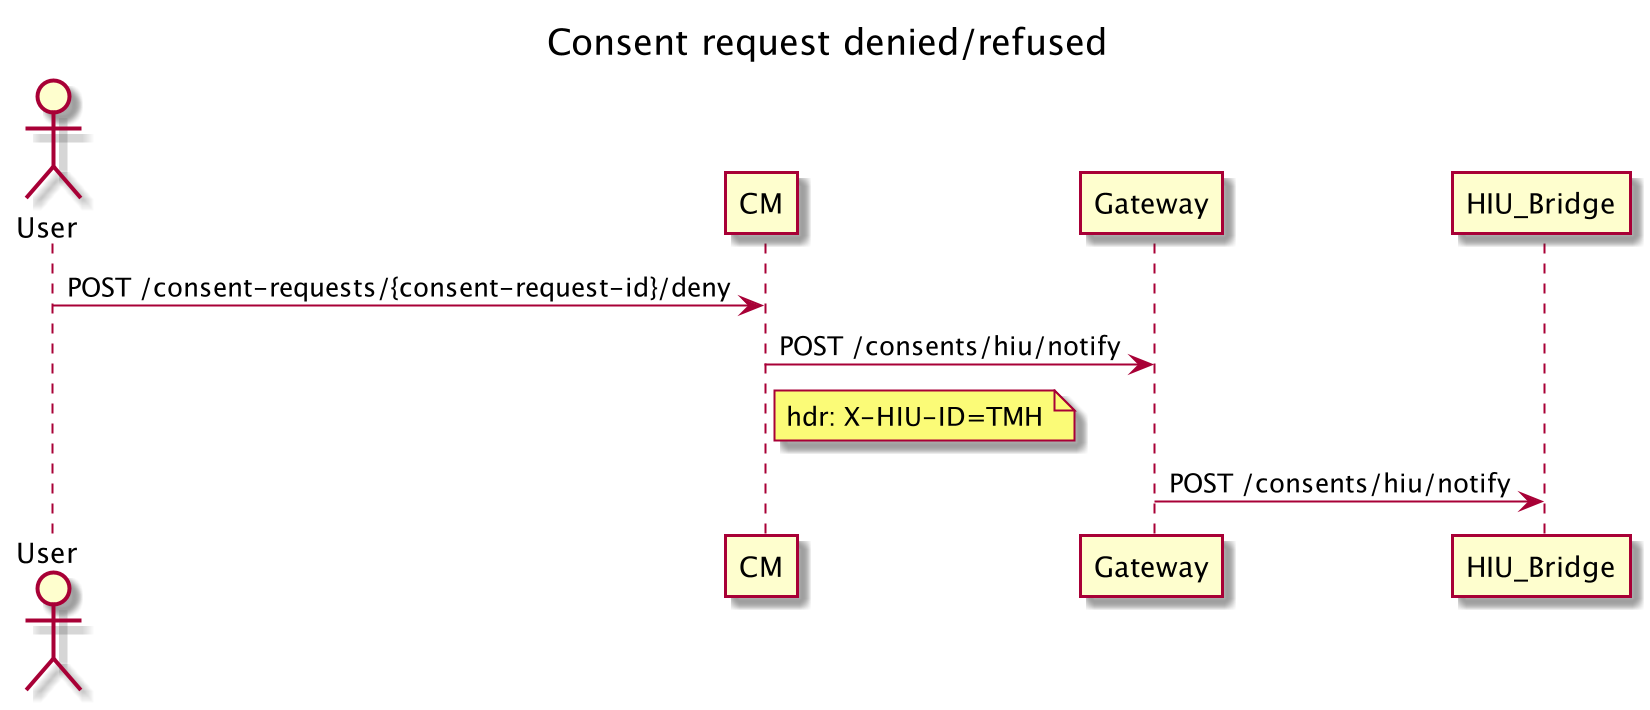 Consent request denied/refused
User
CM
Gateway
HIU_Bridge
POST /consent-requests/{consent-request-id}/deny
POST /consents/hiu/notify
hdr: X-HIU-ID=TMH
POST /consents/hiu/notify
User
CM
Gateway
HIU_Bridge